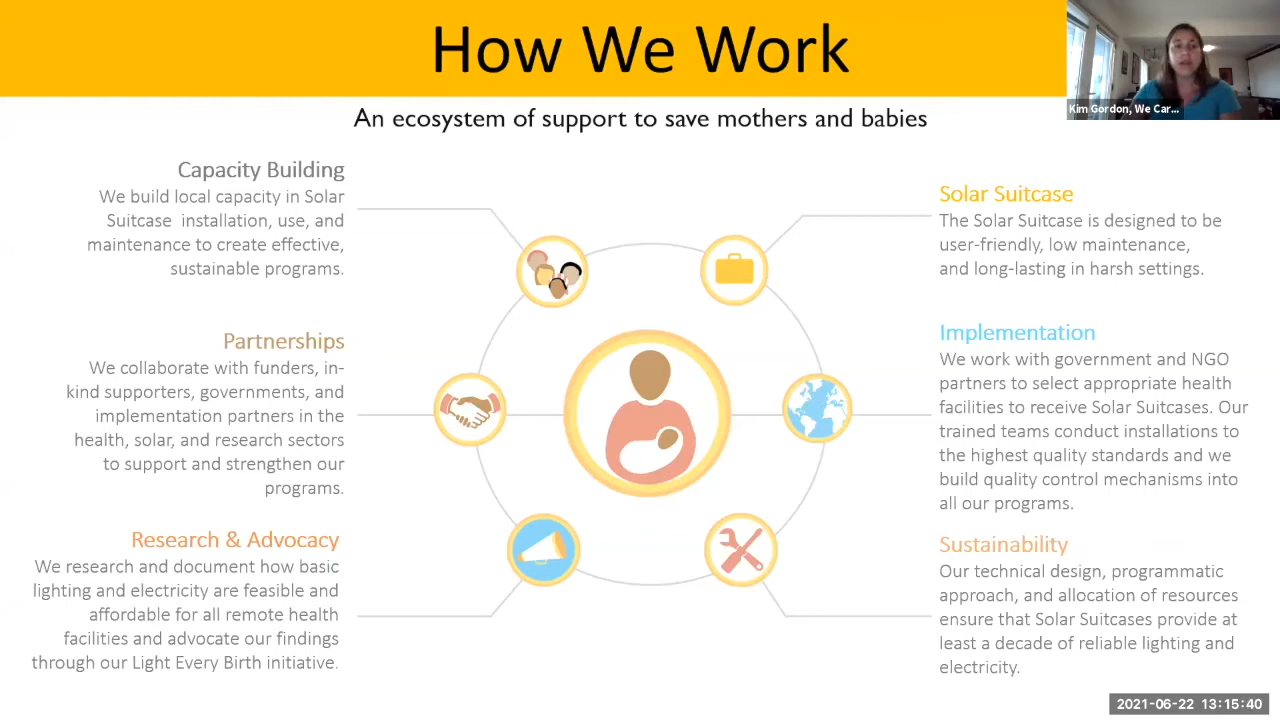 How We Work
Kim Gordon, We Car...
An ecosystem of support to save mothers and babies
Capacity Building
We build local capacity in Solar
Suitcase installation, use, and
maintenance to create effective,
sustainable programs.
Partnerships
We collaborate with funders, in-
kind supporters, governments, and
implementation partners in the
health, solar, and research sectors
to support and strengthen our
programs.
Research & Advocacy
We research and document how basic
lighting and electricity are feasible and
affordable for all remote health
facilities and advocate our findings
through our Light Every Birth initiative.
Solar Suitcase
The Solar Suitcase is designed to be
user-friendly, low maintenance,
and long-lasting in harsh settings.
Implementation
We work with government and NGO
partners to select appropriate health
facilities to receive Solar Suitcases. Our
trained teams conduct installations to
the highest quality standards and we
build quality control mechanisms into
all our programs.
Sustainability
Our technical design, programmatic
approach, and allocation of resources
ensure that Solar Suitcases provide at
least a decade of reliable lighting and
electricity.
2021-06-22 13:15:40